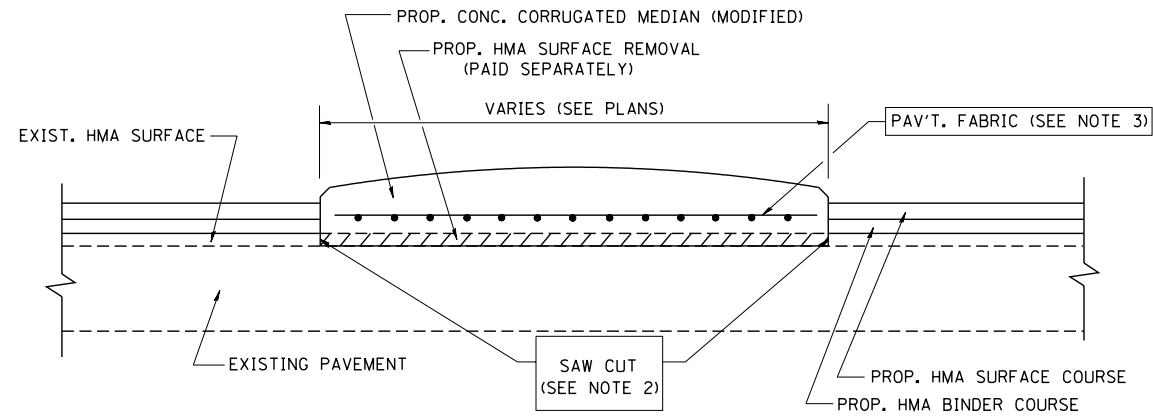 PROP. CONC. CORRUGATED MEDIAN (MODIFIED)
PROP. HMA SURFACE REMOVAL
(PAID SEPARATELY)
VARIES (SEE PLANS)
PAV'T. FABRIC (SEE NOTE 3)
EXIST. HMA SURFACE
EXISTING PAVEMENT
SAW CUT
(SEE NOTE 2)
PROP. HMA SURFACE COURSE
PROP. HMA BINDER COURSE